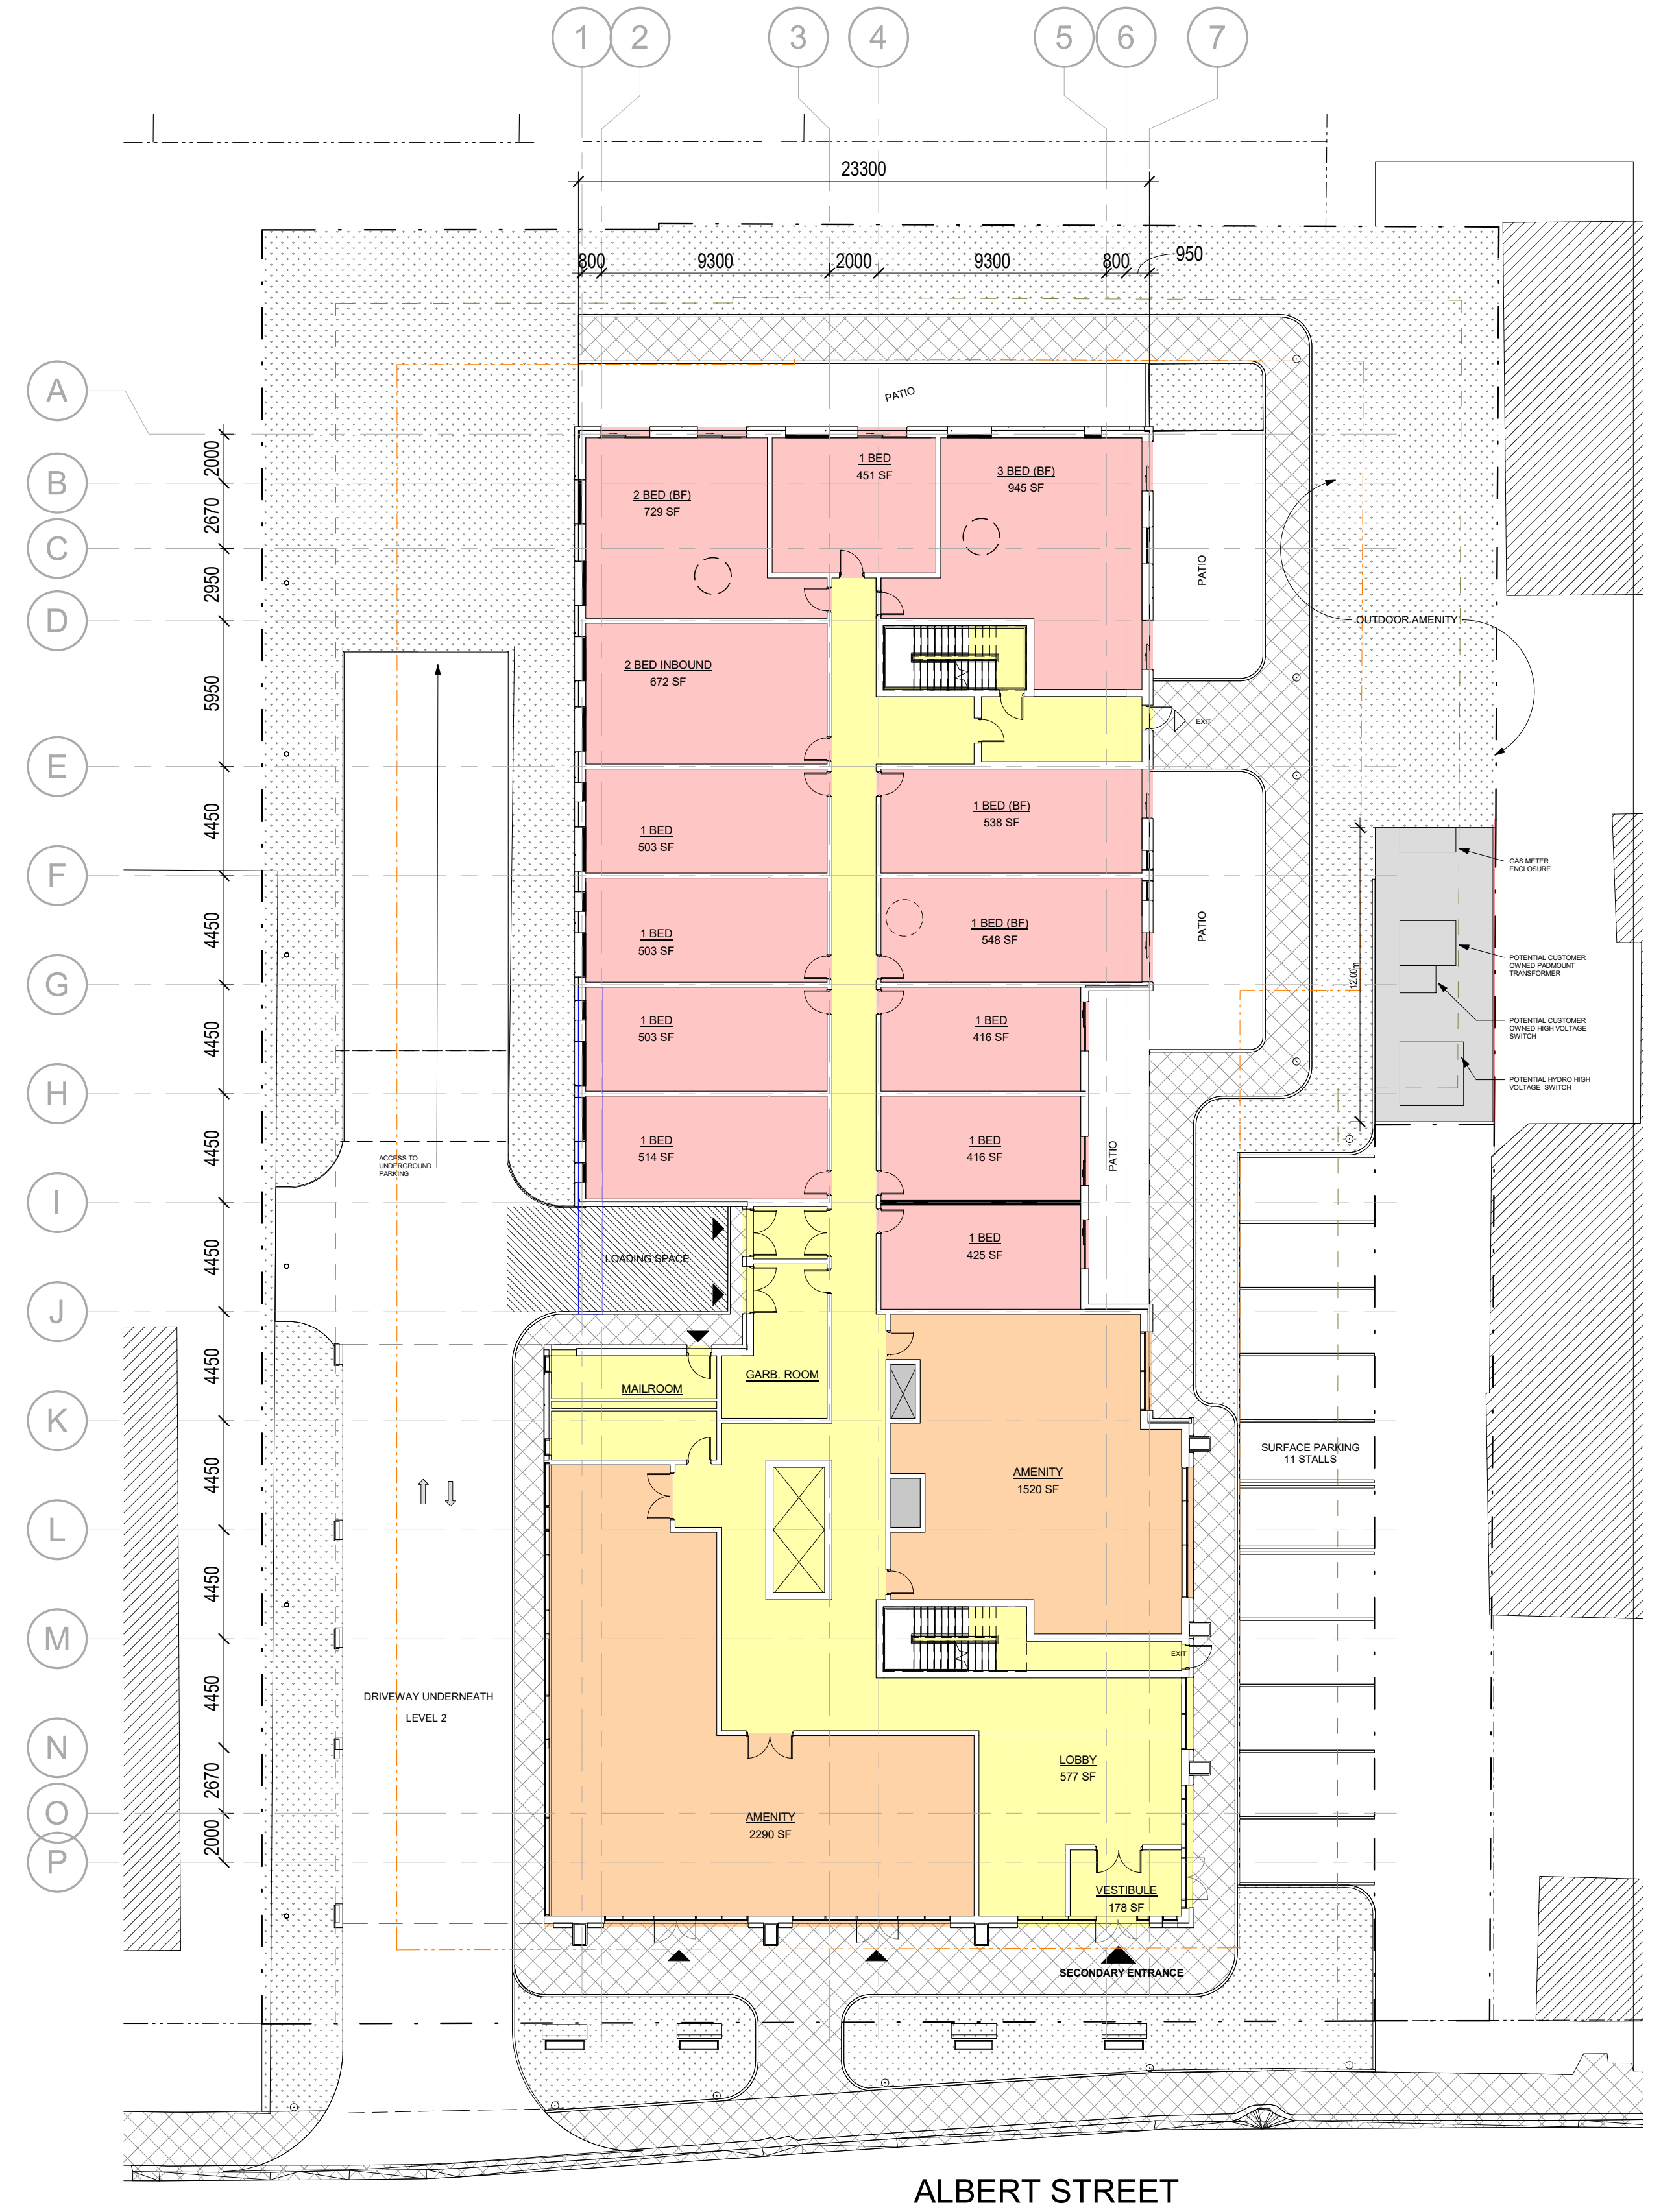 1 2 3 4 5 6 7
23300
800 9300 2000 9300 800 950
A
B
C
D
E
F
G
H
I
J
K
L
M
N
O
P
2000
2670
2950
5950
4450
4450
4450
4450
4450
4450
4450
4450
4450
2670
2000
PATIO
1 BED
451 SF
3 BED (BF)
945 SF
2 BED (BF)
729 SF
PATIO
OUTDOOR AMENITY
2 BED INBOUND
672 SF
EXIT
1 BED (BF)
538 SF
1 BED
503 SF
GAS METER
ENCLOSURE
1 BED (BF)
548 SF
1 BED
503 SF
PATIO
POTENTIAL CUSTOMER
OWNED PADMOUNT
TRANSFORMER
12.00m
1 BED
503 SF
1 BED
416 SF
POTENTIAL CUSTOMER
OWNED HIGH VOLTAGE
SWITCH
POTENTIAL HYDRO HIGH
VOLTAGE SWITCH
1 BED
514 SF
1 BED
416 SF
PATIO
ACCESS TO
UNDERGROUND
PARKING
LOADING SPACE
1 BED
425 SF
MAILROOM
GARB. ROOM
SURFACE PARKING
11 STALLS
AMENITY
1520 SF
EXIT
DRIVEWAY UNDERNEATH
LEVEL 2
LOBBY
577 SF
AMENITY
2290 SF
VESTIBULE
178 SF
SECONDARY ENTRANCE
ALBERT STREET